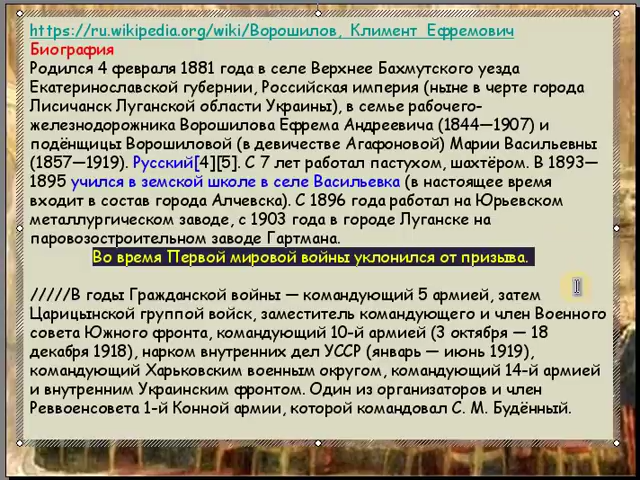 https://ru.wikipedia.org/wiki/Ворошилов,_Климент_Ефремович
Биография
Родился 4 февраля 1881 года в селе Верхнее Бахмутского уезда
Екатеринославской губернии, Российская империя (ныне в черте города
Лисичанск Луганской области Украины), в семье рабочего-
железнодорожника Ворошилова Ефрема Андреевича (1844—1907) и
подёнщицы Ворошиловой (в девичестве Агафоновой) Марии Васильевны
(1857—1919). Русский[4][5]. С 7 лет работал пастухом, шахтёром. В 1893—
1895 учился в земской школе в селе Васильевка (в настоящее время
входит в состав города Алчевска). С 1896 года работал на Юрьевском
металлургическом заводе, с 1903 года в городе Луганске на
паровозостроительном заводе Гартмана.
Во время Первой мировой войны уклонился от призыва.
/////В годы Гражданской войны — командующий 5 армией, затем
Царицынской группой войск, заместитель командующего и член Военного
совета Южного фронта, командующий 10-й армией (3 октября — 18
декабря 1918), нарком внутренних дел УССР (январь — июнь 1919),
командующий Харьковским военным округом, командующий 14-й армией
и внутренним Украинским фронтом. Один из организаторов и член
Реввоенсовета 1-й Конной армии, которой командовал С. М. Будённый.